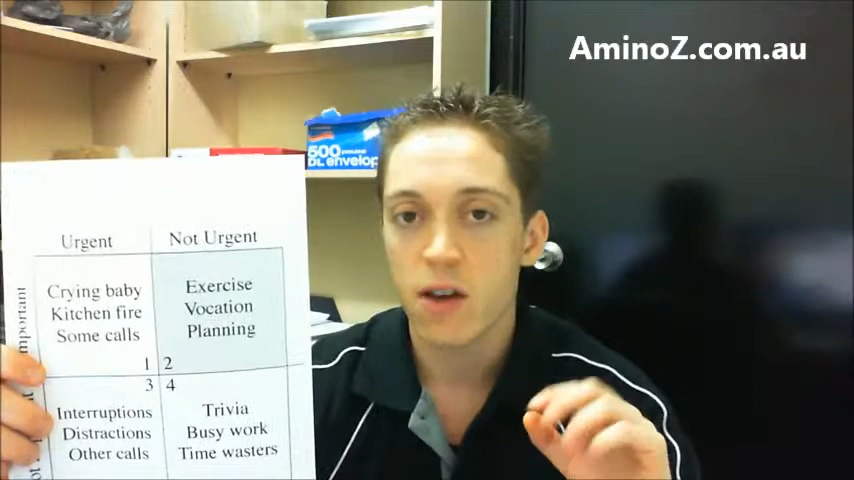 AminoZ.com.au
500
DL envelop
Urgent
Not Urgent
mportant
Crying baby
Kitchen fire
Some calls
1
Exercise
Vocation
Planning
2
3
Interruptions
Distractions
Other calls
4
Trivia
Busy work
Time wasters